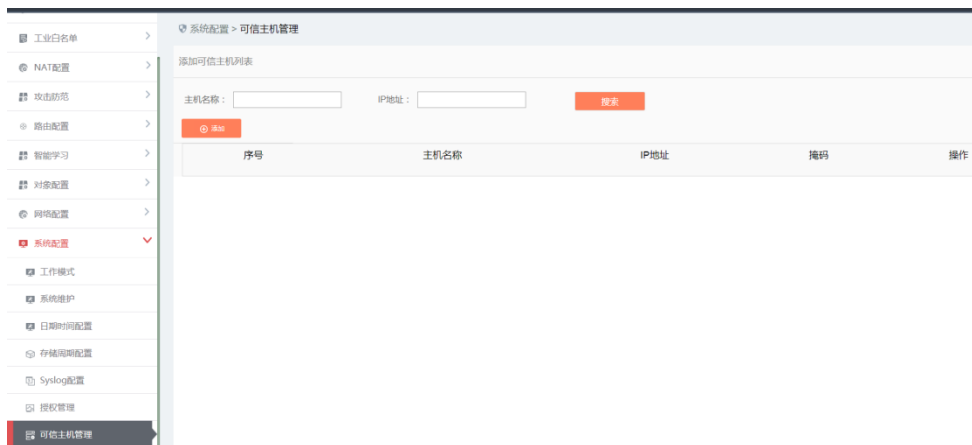 工业白名单
NAT配置
攻击防范
路由配置
智能学习
对象配置
网络配置
系统配置
工作模式
系统维护
日期时间配置
存储周期配置
Syslog配置
授权管理
可信主机管理
系统配置 > 可信主机管理
添加可信主机列表
主机名称： IP地址： 搜索
添加
序号 主机名称 IP地址 掩码 操作